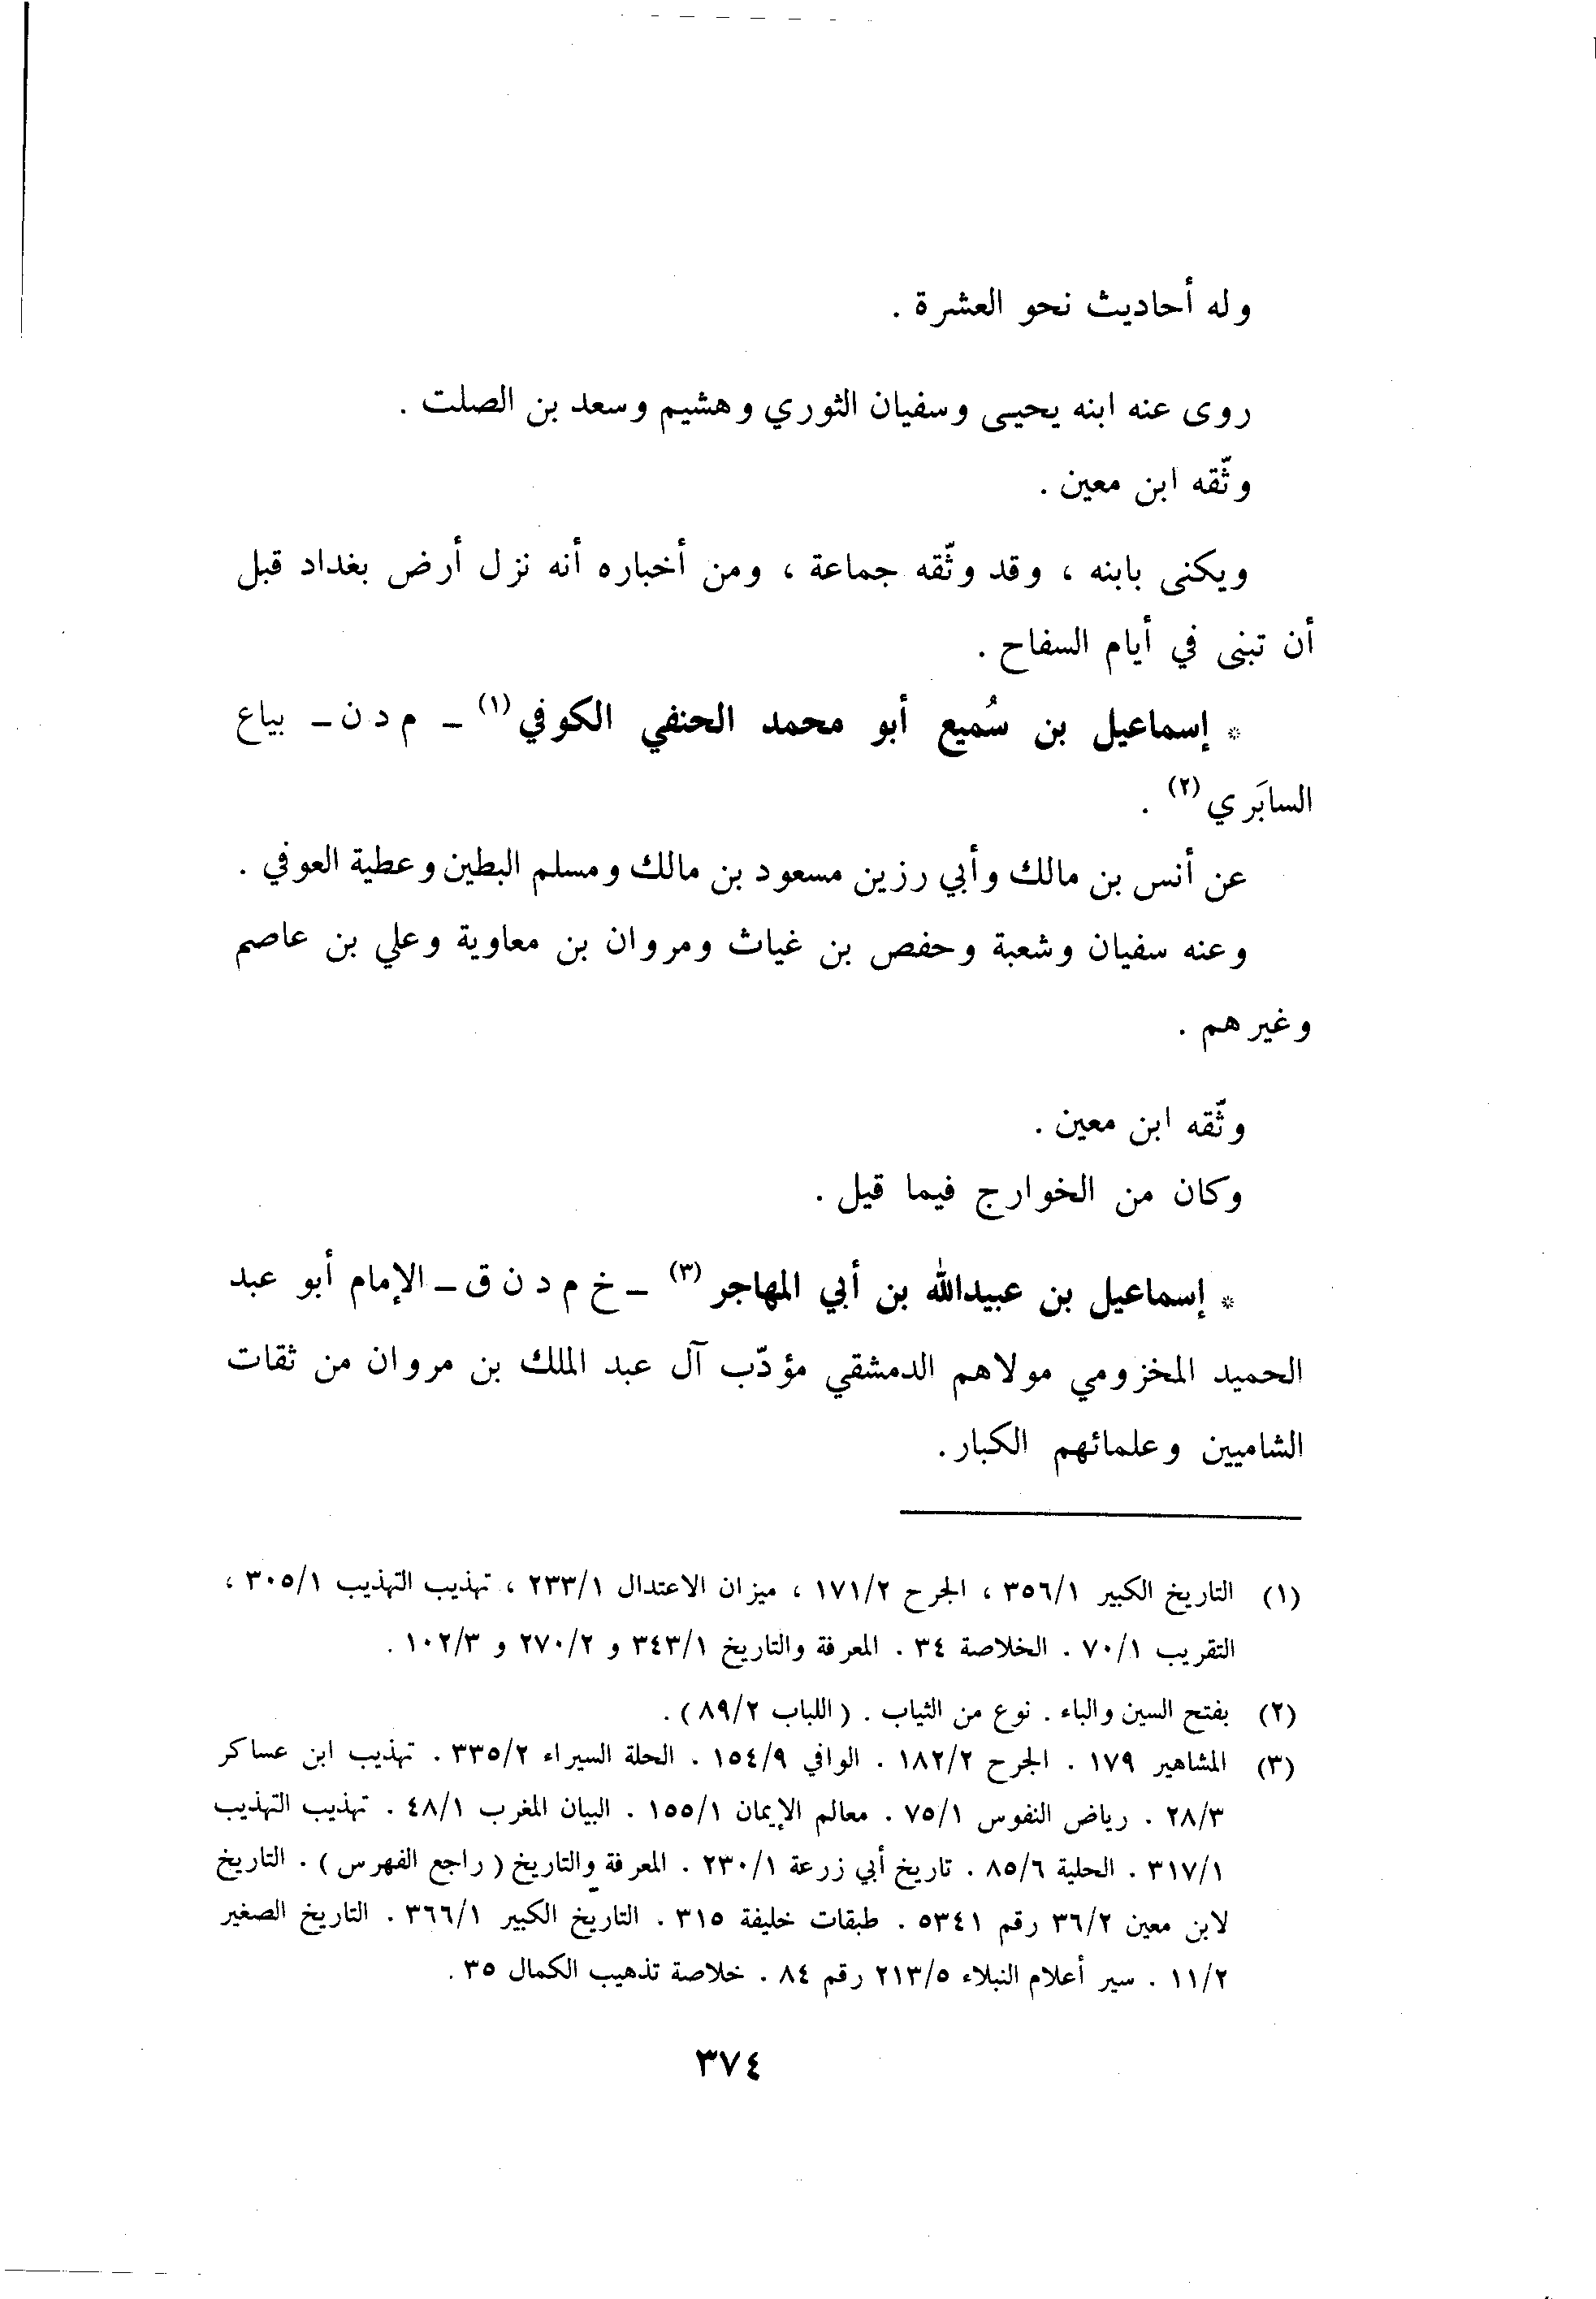 وله أحاديث نحو العشرة .
روى عنه ابنه يحيى وسفيان الثوري وهشيم وسعد بن الصلت .
وثّقه ابن معين .
ويكنى بابنه ، وقد وثّقه جماعة ، ومن أخباره أنه نزل أرض بغداد قبل
أن تبنى في أيام السفاح .
* إسماعيل بن سُميع أبو محمد الحنفي الكوفي (١) ـ م د ن ـ بياع
السابَري (٢) .
عن أنس بن مالك وأبي رزين مسعود بن مالك ومسلم البطين وعطية العوفي .
وعنه سفيان وشعبة وحفص بن غياث ومروان بن معاوية وعلي بن عاصم
وغيرهم .
وثّقه ابن معين .
وكان من الخوارج فيما قيل .
* إسماعيل بن عبيدالله بن أبي المهاجر (٣) ـ خ م د ن ق ـ الإمام أبو عبد
الحميد المخزومي مولاهم الدمشقي مؤدّب آل عبد الملك بن مروان من ثقات
الشاميين وعلمائهم الكبار.
(١) التاريخ الكبير ٣٥٦/١ ، الجرح ١٧١/٢ ، ميزان الاعتدال ٢٣٣/١ ، تهذيب التهذيب ٣٠٥/١ ،
التقريب ٧٠/١ . الخلاصة ٣٤ . المعرفة والتاريخ ٣٤٣/١ و ٢٧٠/٢ و ١٠٢/٣ .
(٢) بفتح السين والباء . نوع من الثياب . (اللباب ٨٩/٢) .
(٣) المشاهير ١٧٩ . الجرح ١٨٢/٢ . الوافي ١٥٤/٩ . الحلة السيراء ٣٣٥/٢ . تهذيب ابن عساكر
٢٨/٣ . رياض النفوس ٧٥/١ . معالم الإيمان ١٥٥/١ . البيان المغرب ٤٨/١ . تهذيب التهذيب
٣١٧/١ . الحلية ٨٥/٦ . تاريخ أبي زرعة ٢٣٠/١ . المعرفة والتاريخ (راجع الفهرس) . التاريخ
لابن معين ٣٦/٢ رقم ٥٣٤١ . طبقات خليفة ٣١٥ . التاريخ الكبير ٣٦٦/١ . التاريخ الصغير
١١/٢ . سير أعلام النبلاء ٢١٣/٥ رقم ٨٤ . خلاصة تذهيب الكمال ٣٥ .
٣٧٤